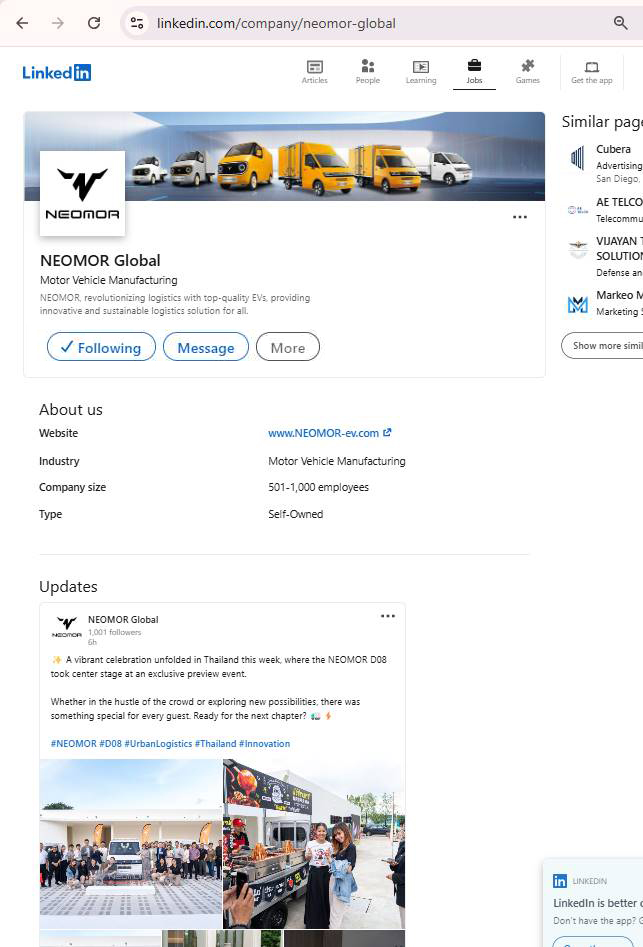 linkedin.com/company/neomor-global
LinkedIn
Articles
People
Learning
Jobs
Games
Get the app
NEOMOR
NEOMOR Global
Motor Vehicle Manufacturing
NEOMOR, revolutionizing logistics with top-quality EVs, providing
innovative and sustainable logistics solution for all.
Following
Message
More
About us
Website
www.NEOMOR-ev.com
Industry
Motor Vehicle Manufacturing
Company size
501-1,000 employees
Type
Self-Owned
Updates
NEOMOR
NEOMOR Global
1,001 followers
6h
✨ A vibrant celebration unfolded in Thailand this week, where the NEOMOR D08
took center stage at an exclusive preview event.
Whether in the hustle of the crowd or exploring new possibilities, there was
something special for every guest. Ready for the next chapter? 🚛 ⚡
#NEOMOR #D08 #UrbanLogistics #Thailand #Innovation
Similar page
Cubera
Advertising
San Diego,
AE TELCO
Telecommu
VIJAYAN T
SOLUTION
Defense an
Markeo M
Marketing S
Show more simil
LINKEDIN
LinkedIn is better o
Don't have the app? G